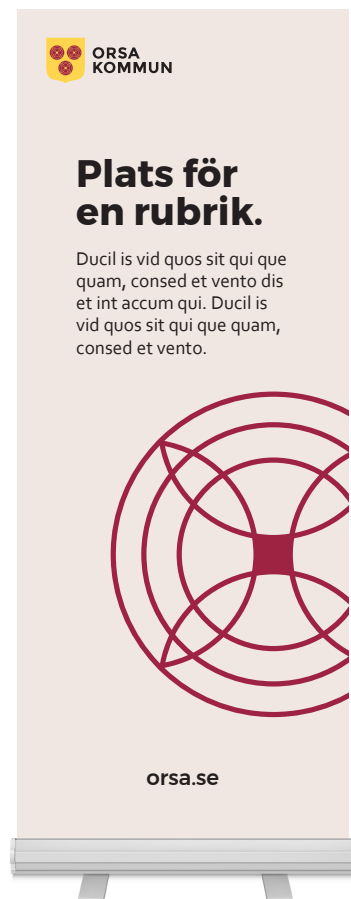 ORSA
KOMMUN
Plats för
en rubrik.
Ducil is vid quos sit qui que
quam, consed et vento dis
et int accum qui. Ducil is
vid quos sit qui que quam,
consed et vento.
orsa.se